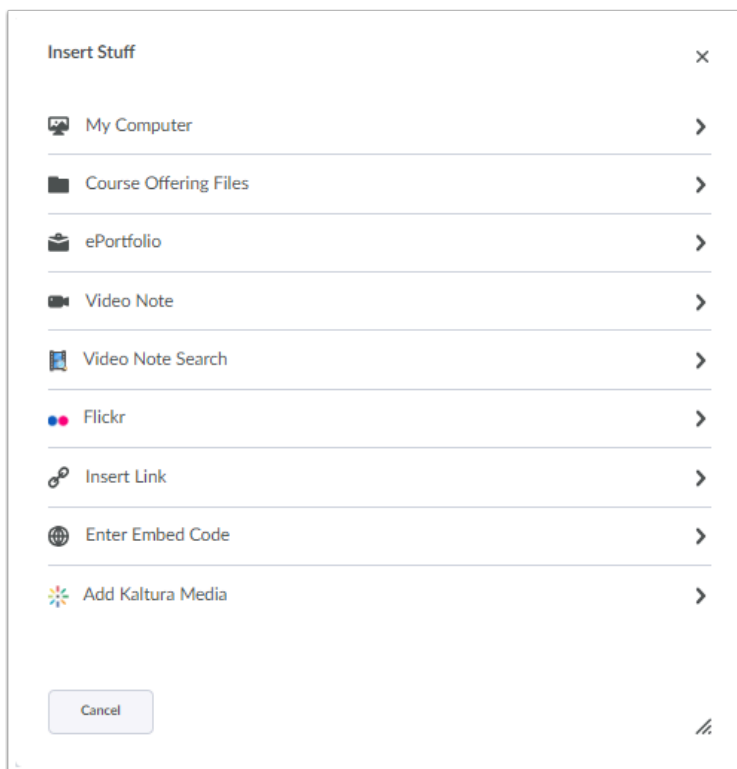 Insert Stuff
My Computer
Course Offering Files
ePortfolio
Video Note
Video Note Search
Flickr
Insert Link
Enter Embed Code
Add Kaltura Media
Cancel